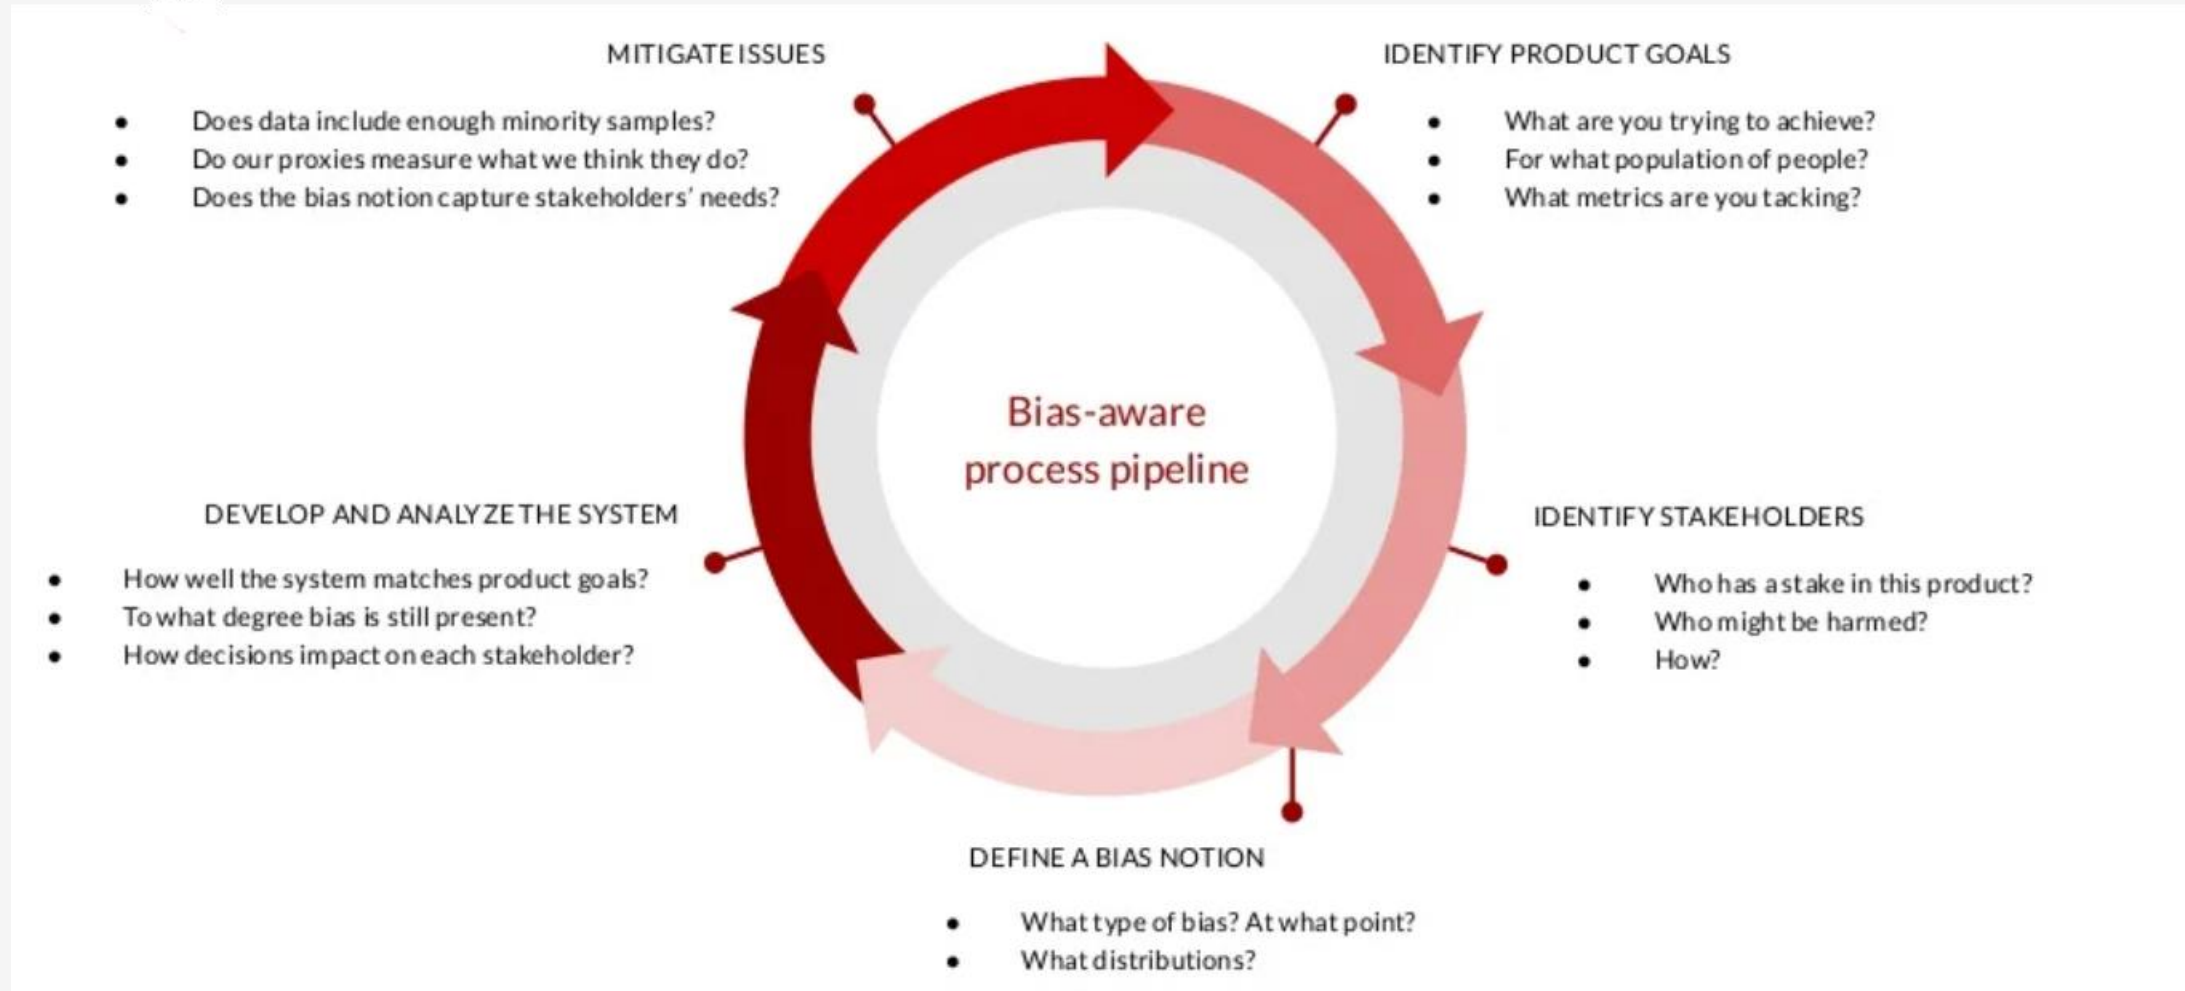 MITIGATE ISSUES
• Does data include enough minority samples?
• Do our proxies measure what we think they do?
• Does the bias notion capture stakeholders' needs?
IDENTIFY PRODUCT GOALS
• What are you trying to achieve?
• For what population of people?
• What metrics are you tacking?
Bias-aware
process pipeline
DEVELOP AND ANALYZE THE SYSTEM
• How well the system matches product goals?
• To what degree bias is still present?
• How decisions impact on each stakeholder?
IDENTIFY STAKEHOLDERS
• Who has a stake in this product?
• Who might be harmed?
• How?
DEFINE A BIAS NOTION
• What type of bias? At what point?
• What distributions?